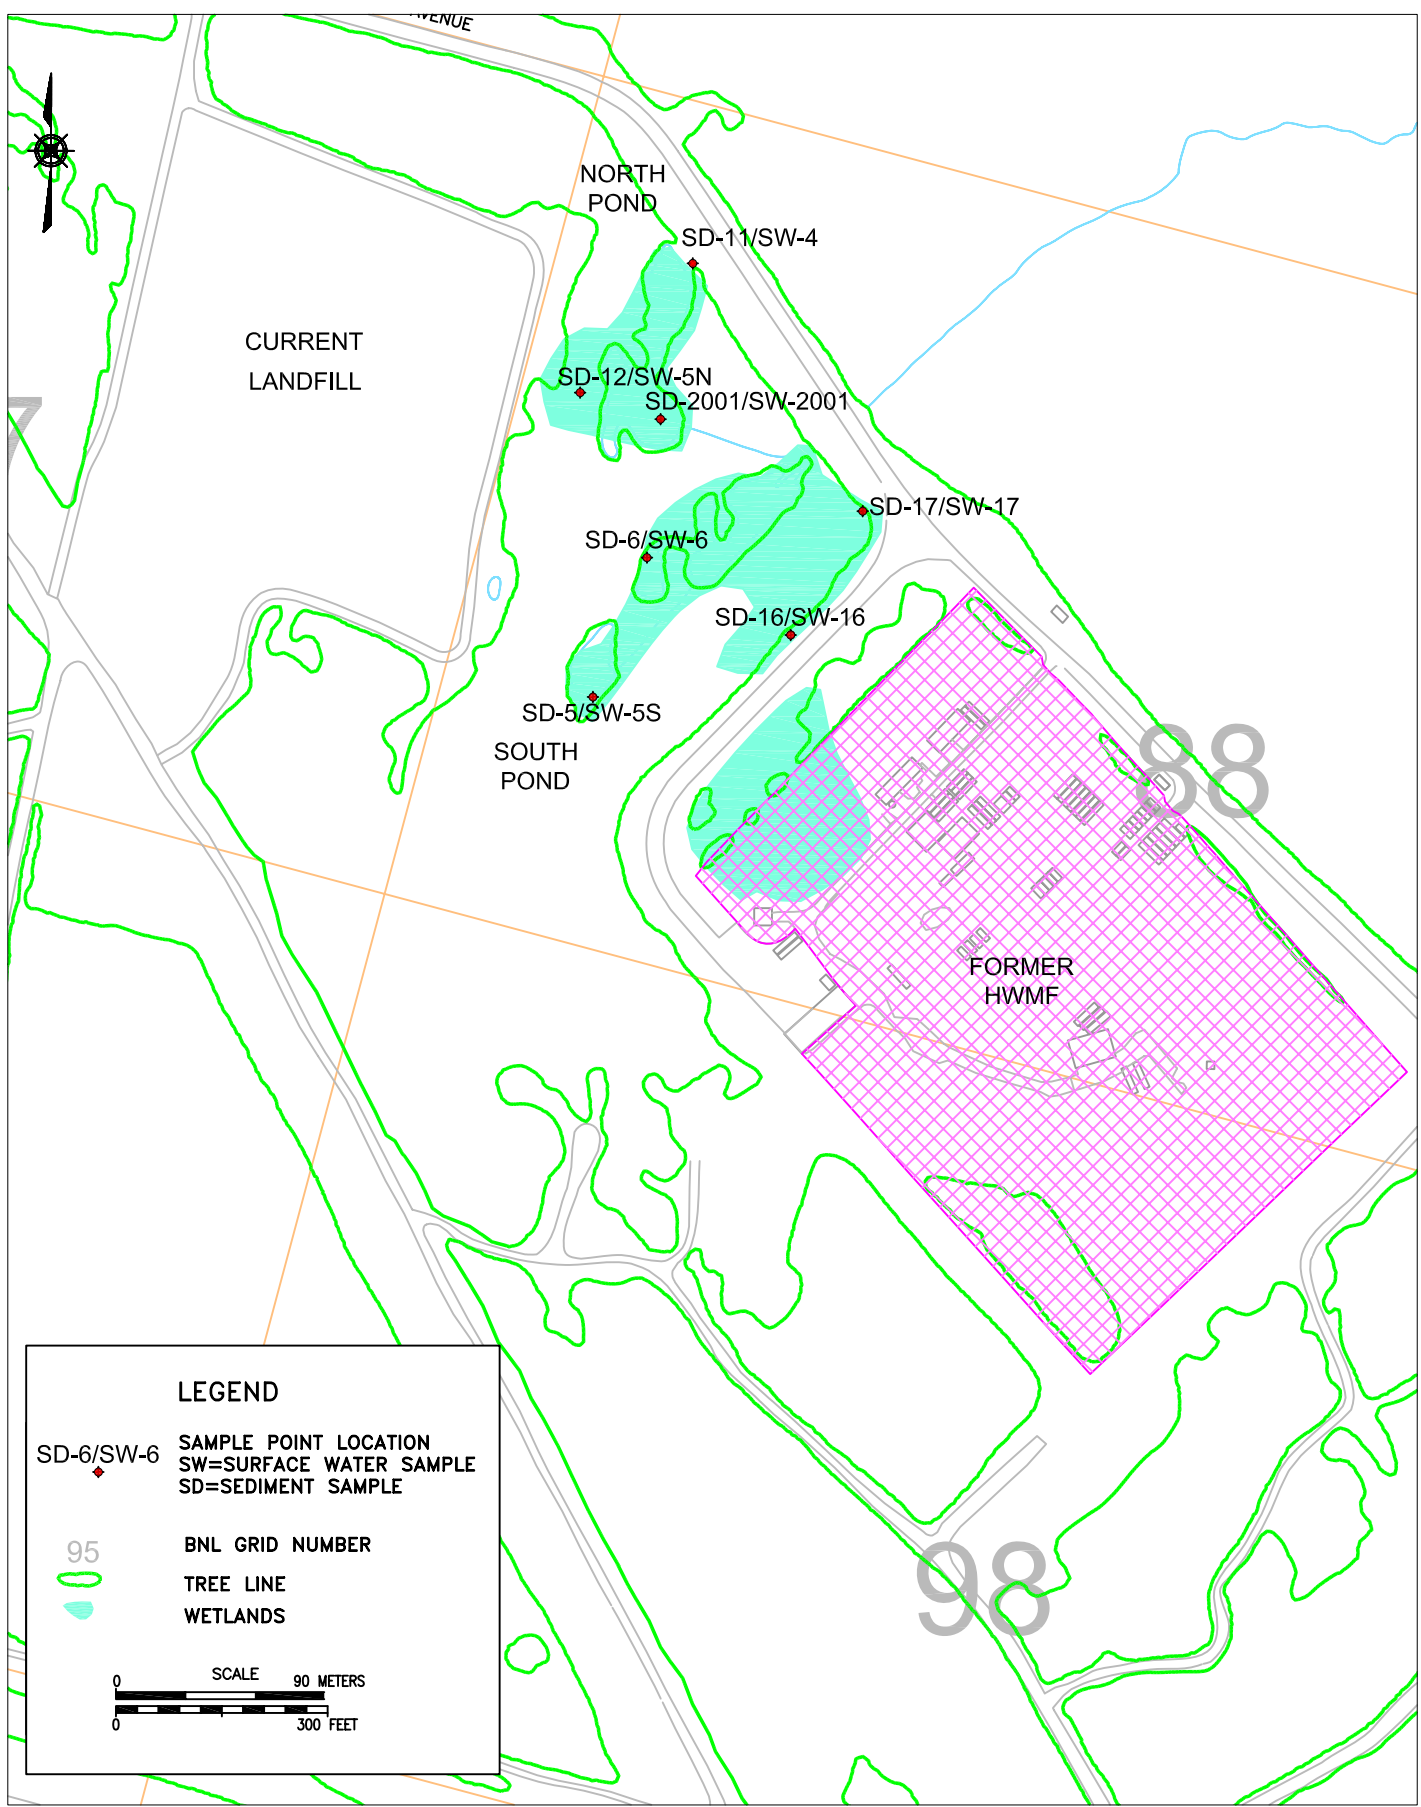 AVENUE
NORTH
POND
SD-11/SW-4
CURRENT
LANDFILL
SD-12/SW-5N
SD-2001/SW-2001
7
SD-17/SW-17
SD-6/SW-6
SD-16/SW-16
SD-5/SW-5S
SOUTH
POND
88
FORMER
HWMF
98
LEGEND
SD-6/SW-6
SAMPLE POINT LOCATION
SW=SURFACE WATER SAMPLE
SD=SEDIMENT SAMPLE
95
BNL GRID NUMBER
TREE LINE
WETLANDS
SCALE
0 90 METERS
0 300 FEET